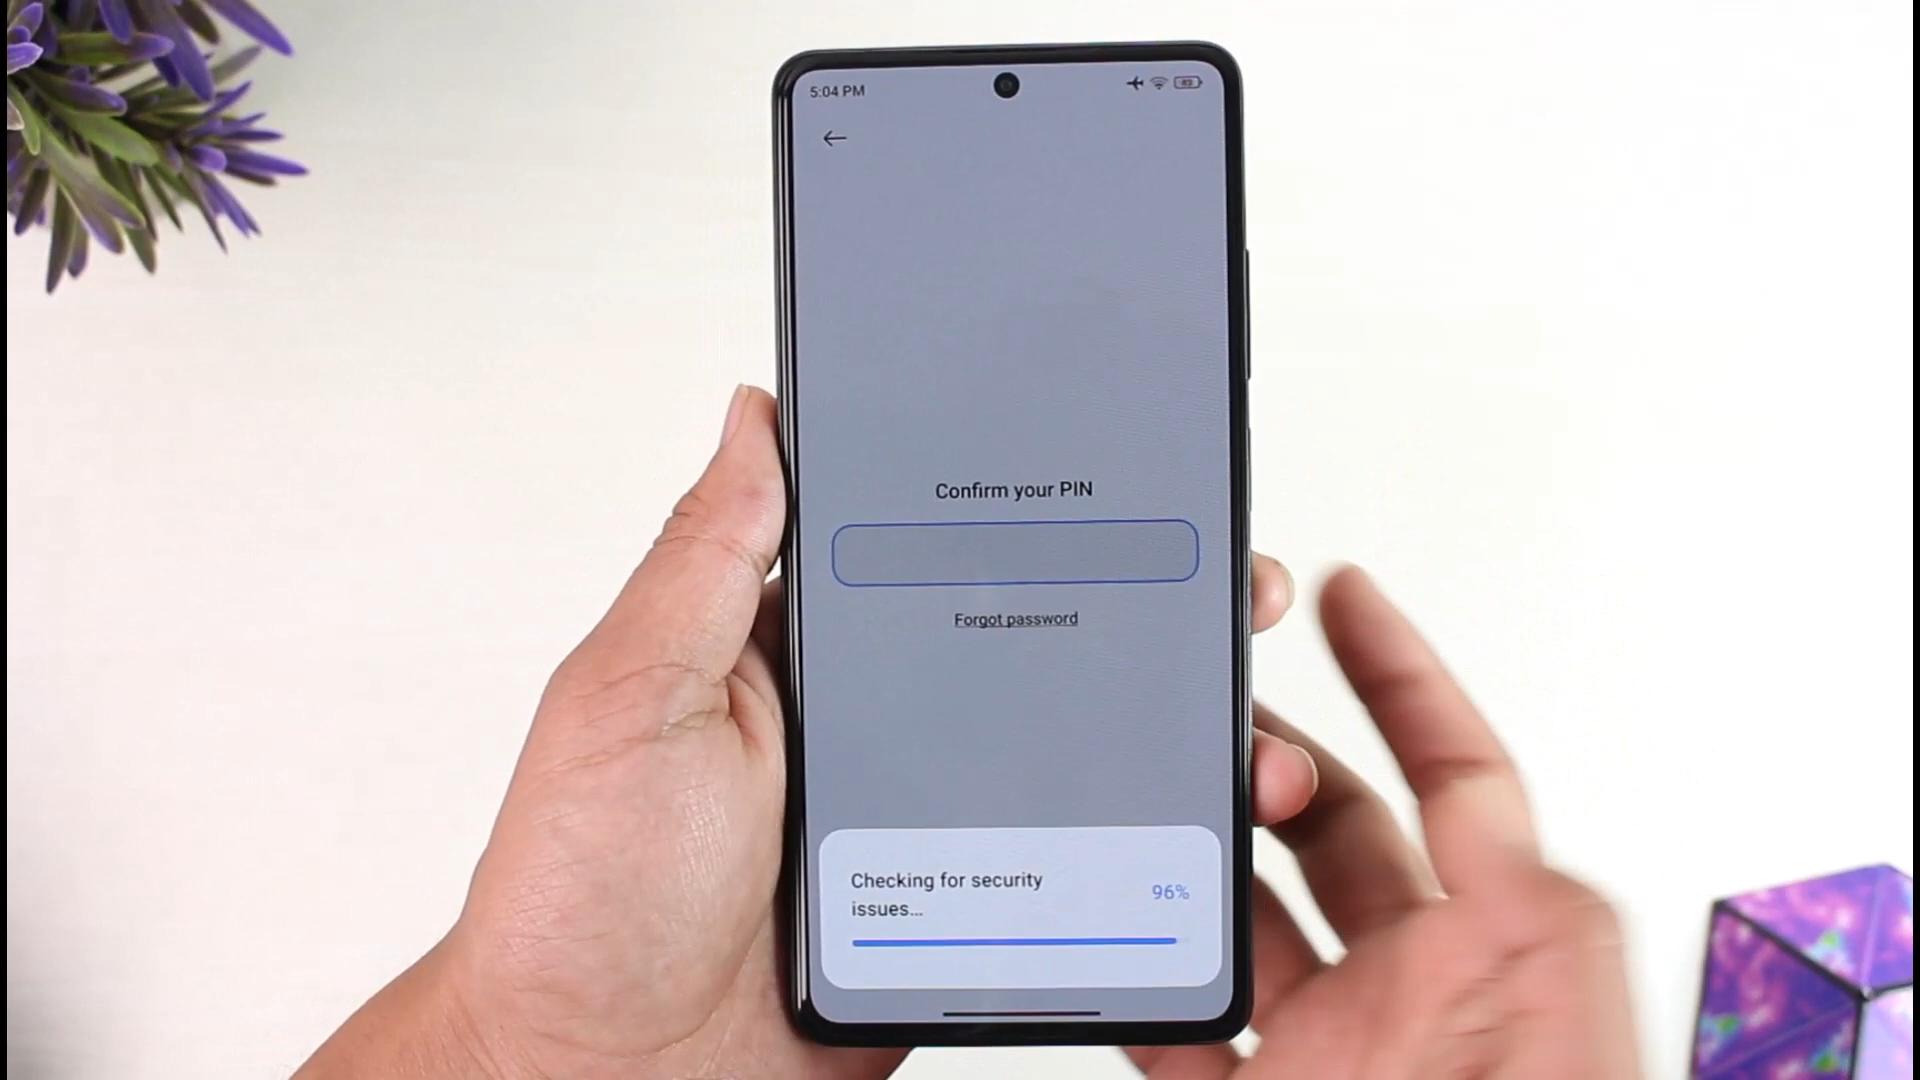 5:04 PM
Confirm your PIN
Forgot password
Checking for security
issues...
96%